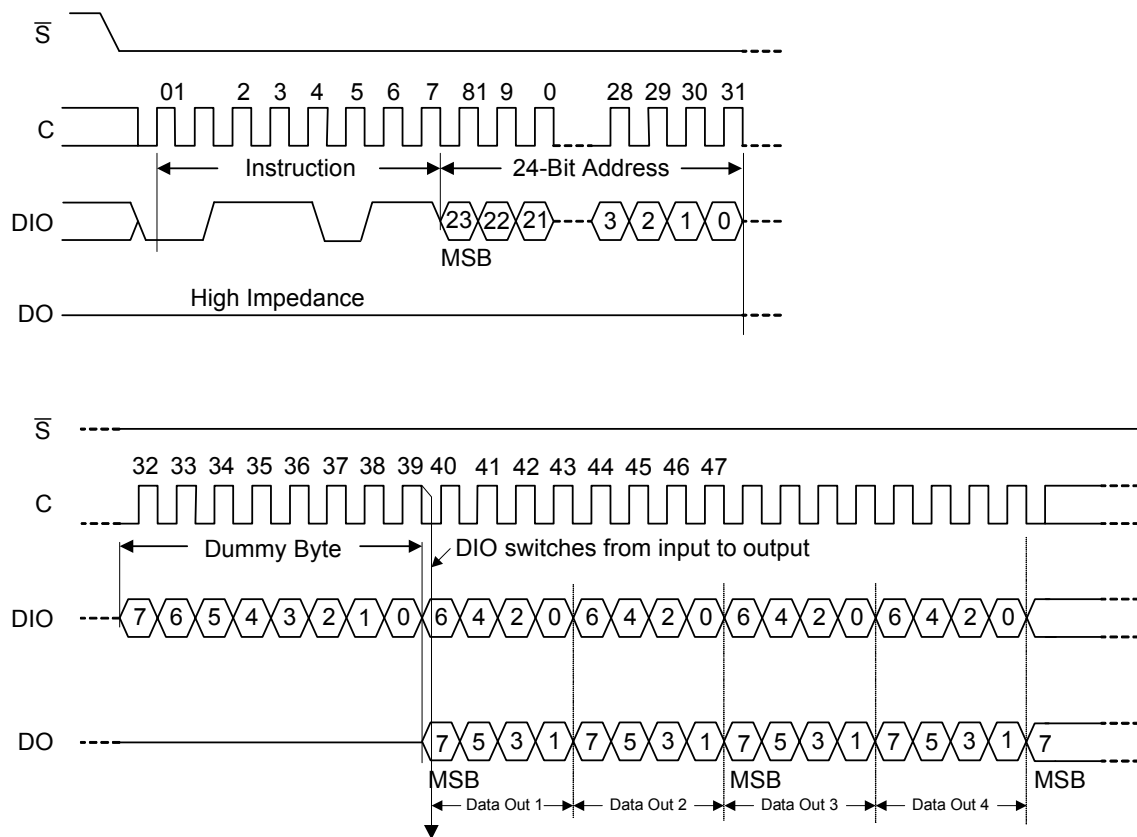 S
01 2 3 4 5 6 7 81 9 0 28 29 30 31
C
Instruction 24-Bit Address
DIO 23 22 21 3 2 1 0
MSB
High Impedance
DO
S
32 33 34 35 36 37 38 39 40 41 42 43 44 45 46 47
C
Dummy Byte DIO switches from input to output
DIO 7 6 5 4 3 2 1 0 6 4 2 0 6 4 2 0 6 4 2 0 6 4 2 0
DO 7 5 3 1 7 5 3 1 7 5 3 1 7 5 3 1 7
MSB MSB MSB
Data Out 1 Data Out 2 Data Out 3 Data Out 4